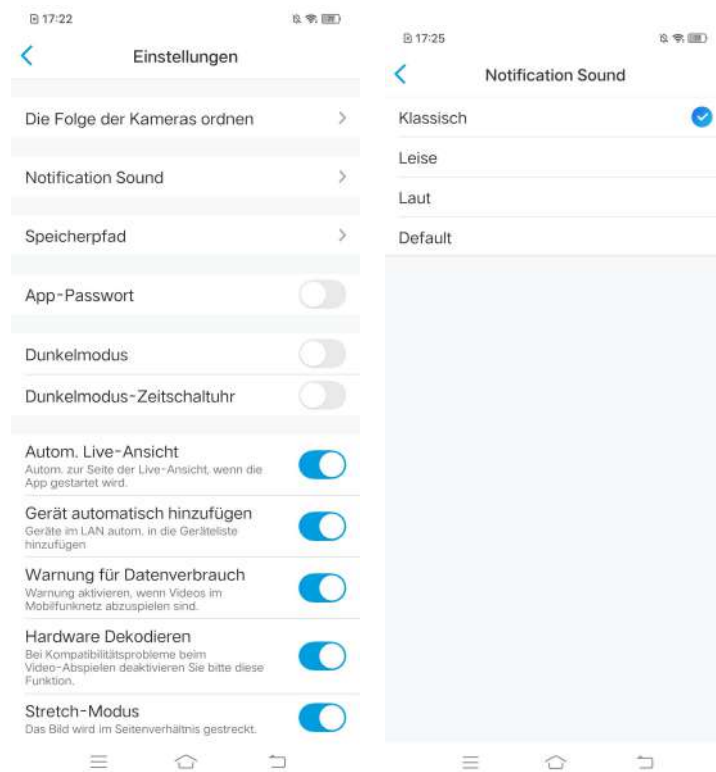 17:22
Einstellungen
Die Folge der Kameras ordnen
Notification Sound
Speicherpfad
App-Passwort
Dunkelmodus
Dunkelmodus-Zeitschaltuhr
Autom. Live-Ansicht
Autom. zur Seite der Live-Ansicht, wenn die
App gestartet wird.
Gerät automatisch hinzufügen
Geräte im LAN autom. in die Geräteliste
hinzufügen
Warnung für Datenverbrauch
Warnung aktivieren, wenn Videos im
Mobilfunknetz abzuspielen sind.
Hardware Dekodieren
Bei Kompatibilitätsprobleme beim
Video-Abspielen deaktivieren Sie bitte diese
Funktion.
Stretch-Modus
Das Bild wird im Seitenverhältnis gestreckt.
17:25
Notification Sound
Klassisch
Leise
Laut
Default